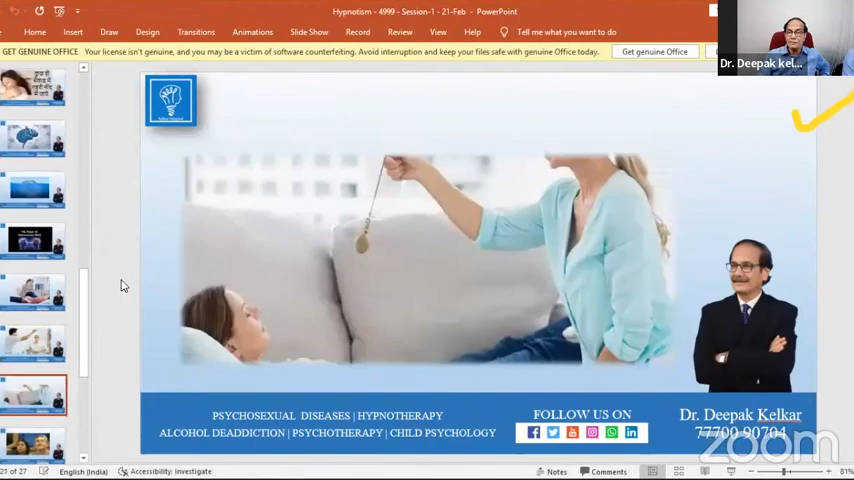 Hypnotism - 4999 - Session-1 - 21-Feb - PowerPoint
Home Insert Draw Design Transitions Animations Slide Show Record Review View Help Tell me what you want to do
GET GENUINE OFFICE Your license isn't genuine, and you may be a victim of software counterfeiting. Avoid interruption and keep your files safe with genuine Office today. Get genuine Office
Dr. Deepak kel...
कुछ ही
में
गहरी नींद
में जाये
PSYCHOSEXUAL DISEASES | HYPNOTHERAPY
ALCOHOL DEADDICTION | PSYCHOTHERAPY | CHILD PSYCHOLOGY
FOLLOW US ON
Dr. Deepak Kelkar
77700 90704
zoom
21 of 27 English (India) Accessibility: Investigate Notes Comments 81%